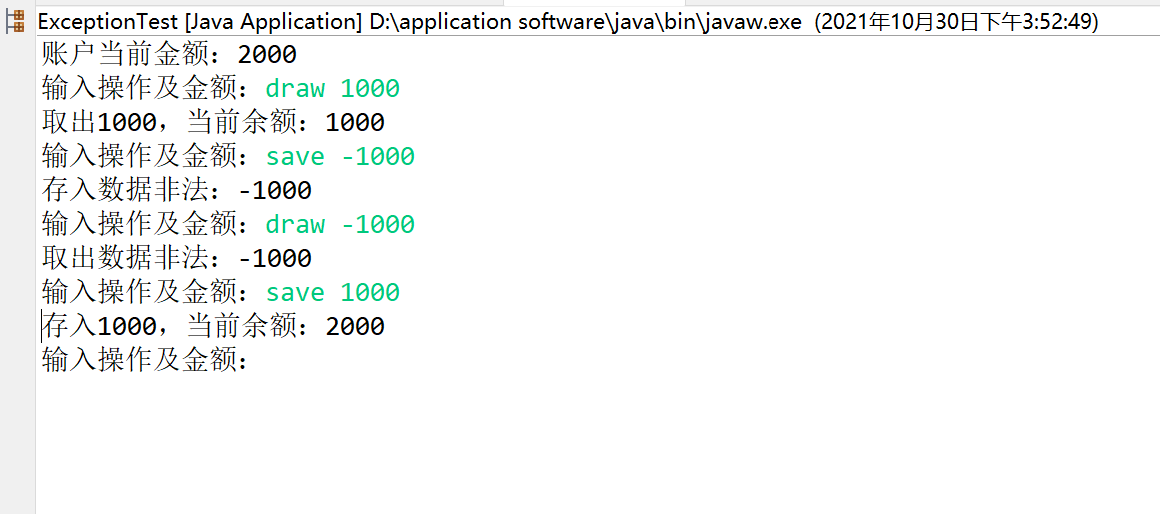 ExceptionTest [Java Application] D:\application software\java\bin\javaw.exe  (2021年10月30日下午3:52:49)
账户当前金额：2000
输入操作及金额：draw 1000
取出1000，当前余额：1000
输入操作及金额：save -1000
存入数据非法：-1000
输入操作及金额：draw -1000
取出数据非法：-1000
输入操作及金额：save 1000
存入1000，当前余额：2000
输入操作及金额：